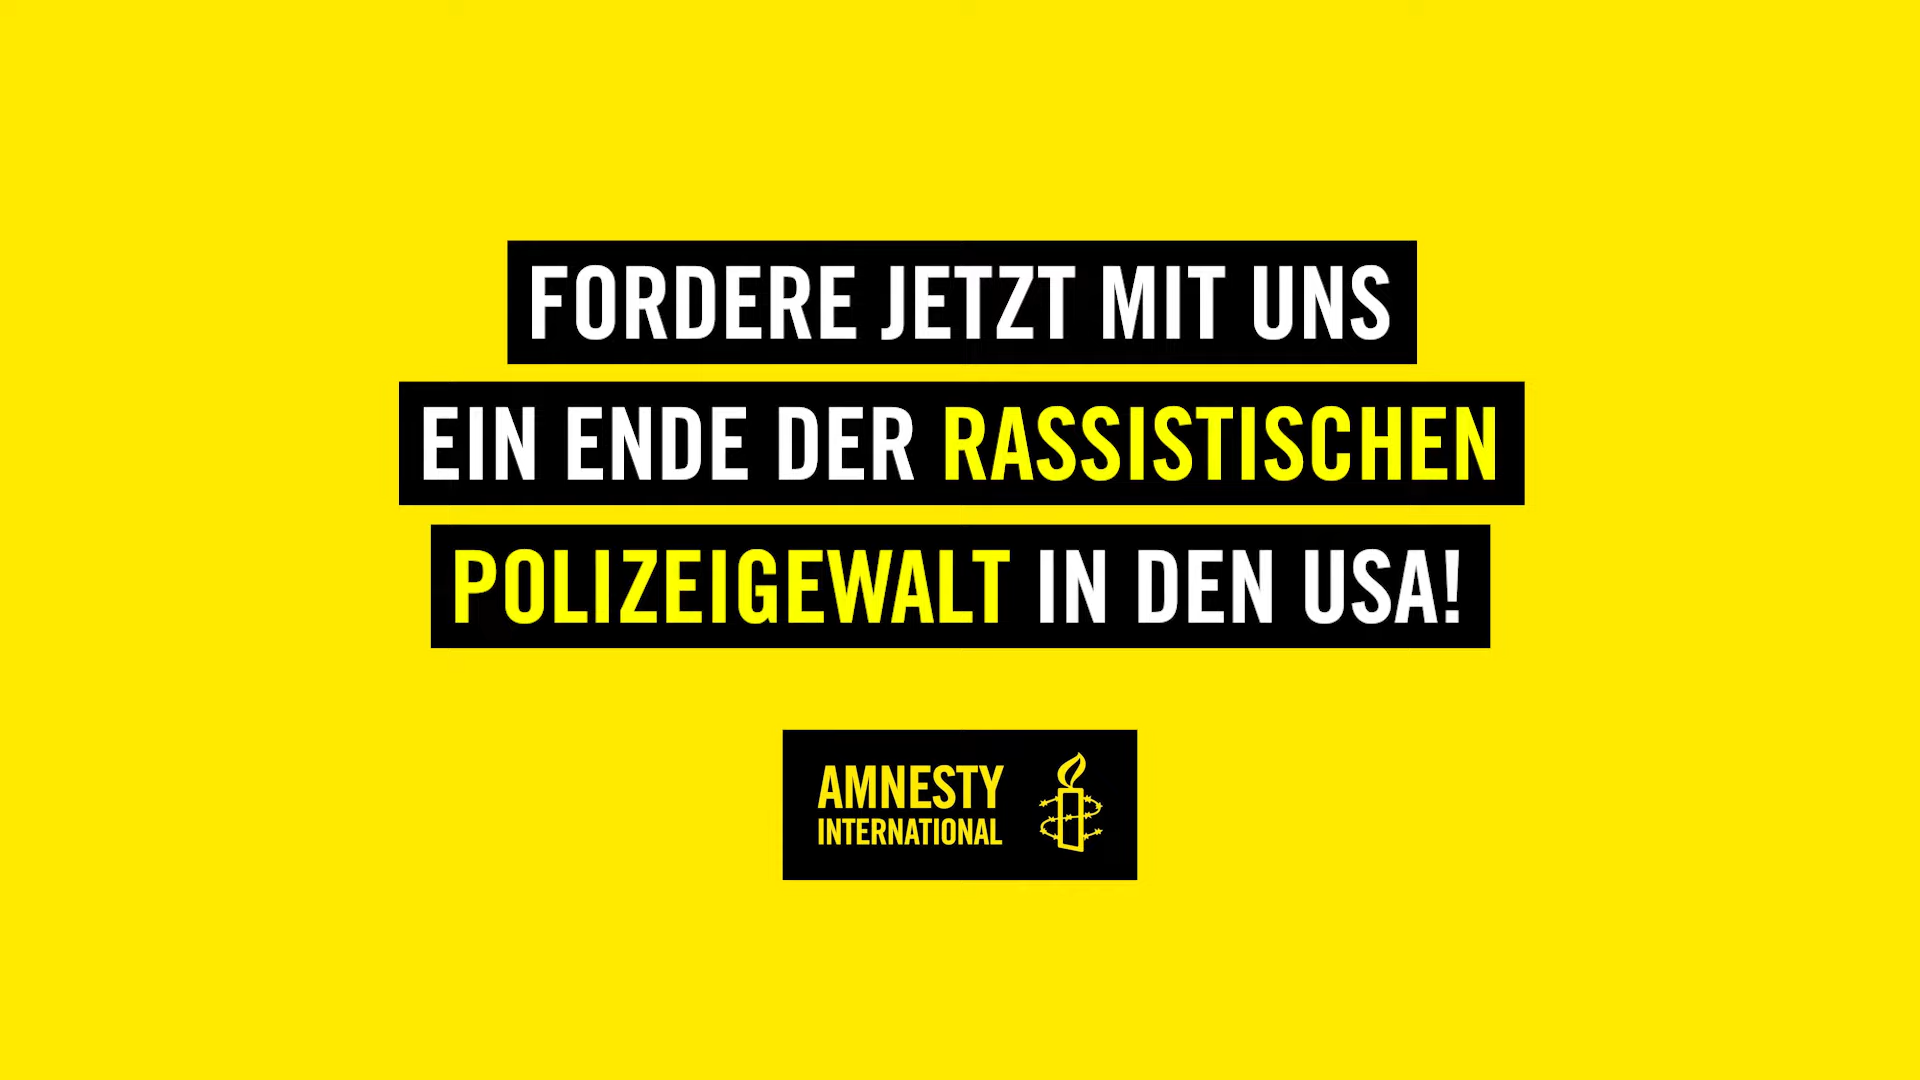 FORDERE JETZT MIT UNS
EIN ENDE DER RASSISTISCHEN
POLIZEIGEWALT IN DEN USA!
AMNESTY
INTERNATIONAL